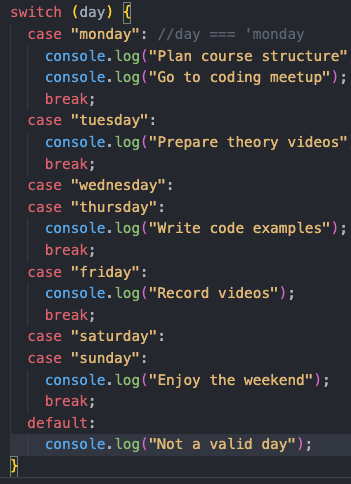 switch (day) {
case "monday": //day === 'monday
console.log("Plan course structure"
console.log("Go to coding meetup");
break;
case "tuesday":
console.log("Prepare theory videos"
break;
case "wednesday":
case "thursday":
console.log("Write code examples");
break;
case "friday":
console.log("Record videos");
break;
case "saturday":
case "sunday":
console.log("Enjoy the weekend");
break;
default:
console.log("Not a valid day");
}